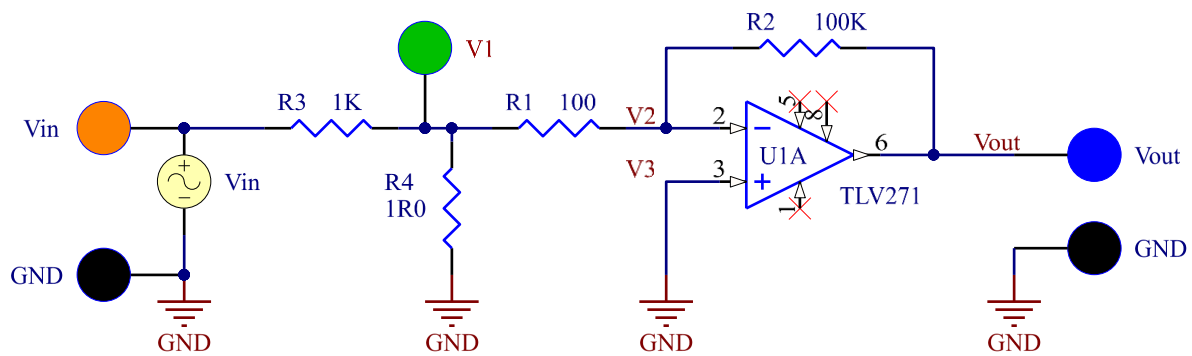 R2 100K
V1
R3 1K
R1 100
V2
Vin
2
5
8
6
Vout
U1A
Vout
V3
3
Vin
R4
1R0
1
TLV271
GND
GND
GND
GND
GND
GND